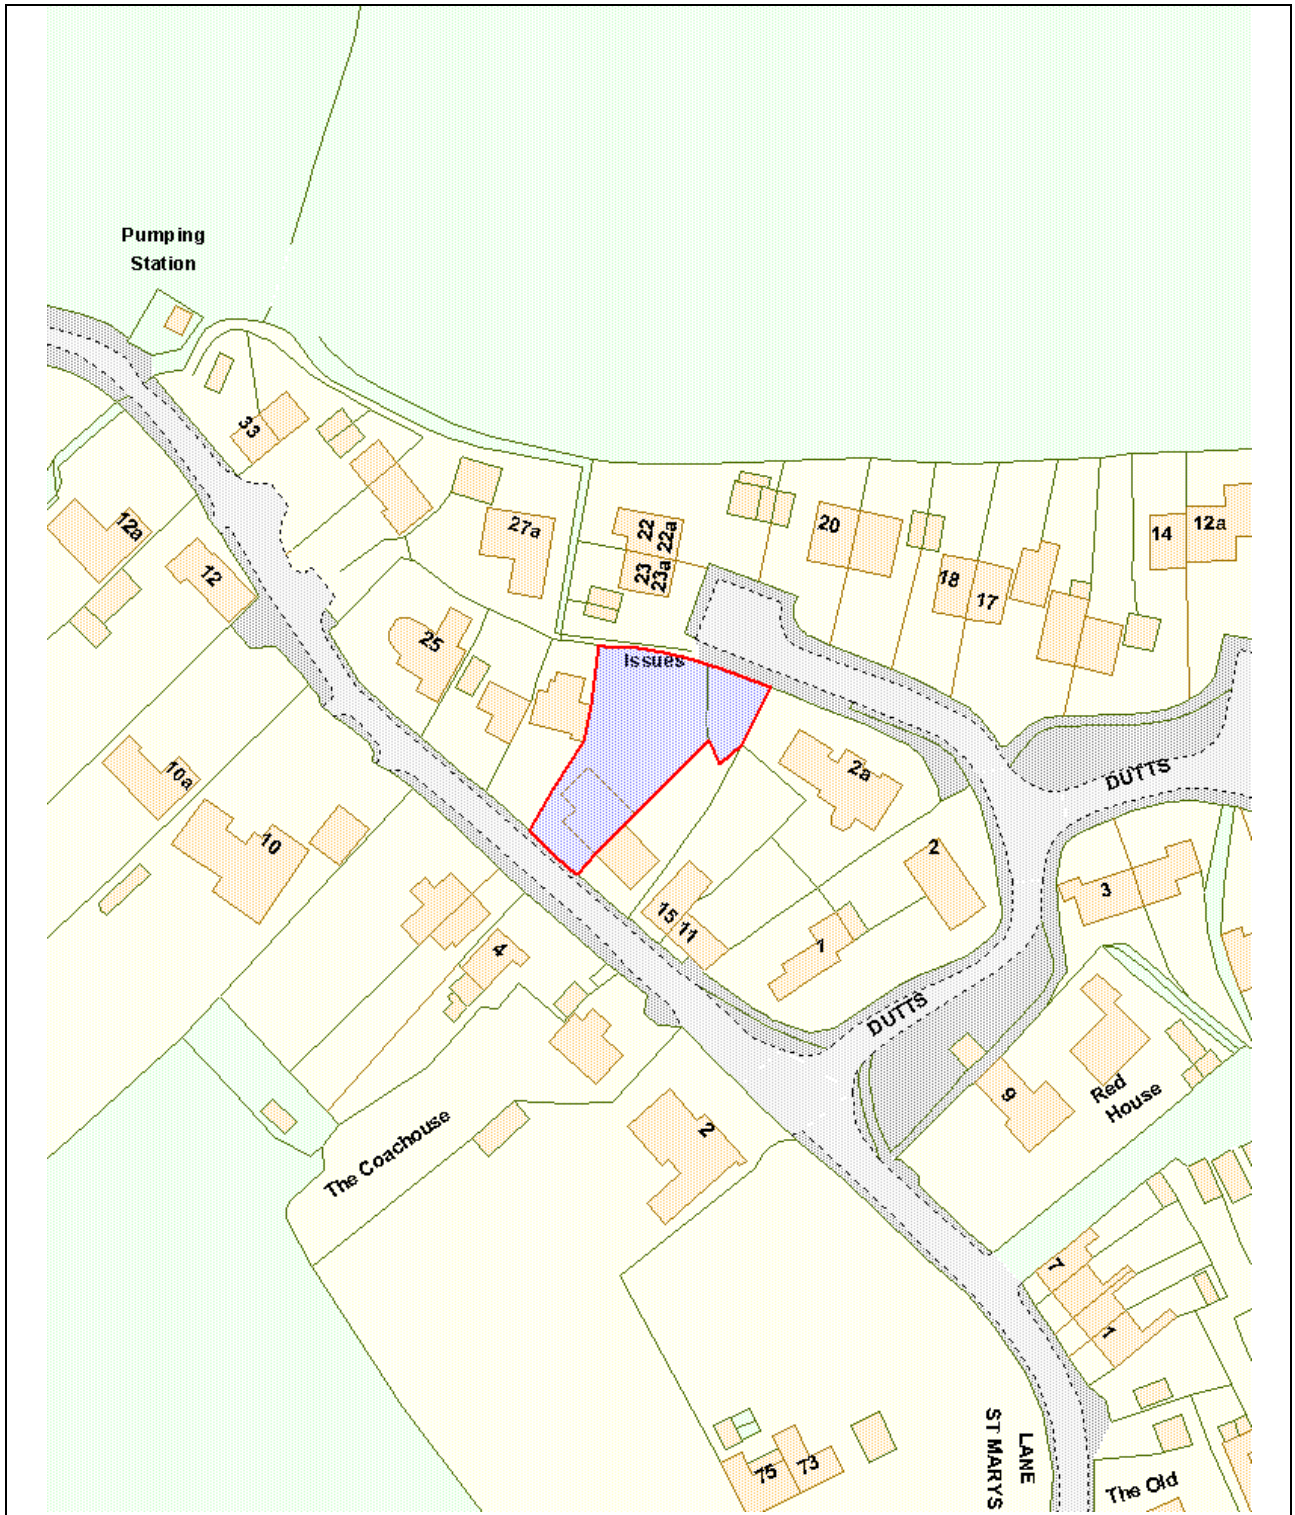 Pumping
Station
33
12a
12
27a
22
22a
23
23a
20
18
17
14
12a
25
Issues
10a
10
2a
DUTTS
2
3
15
11
1
4
DUTTS
9
Red
House
The Coachouse
2
7
1
75
73
LANE
ST MARYS
The Old